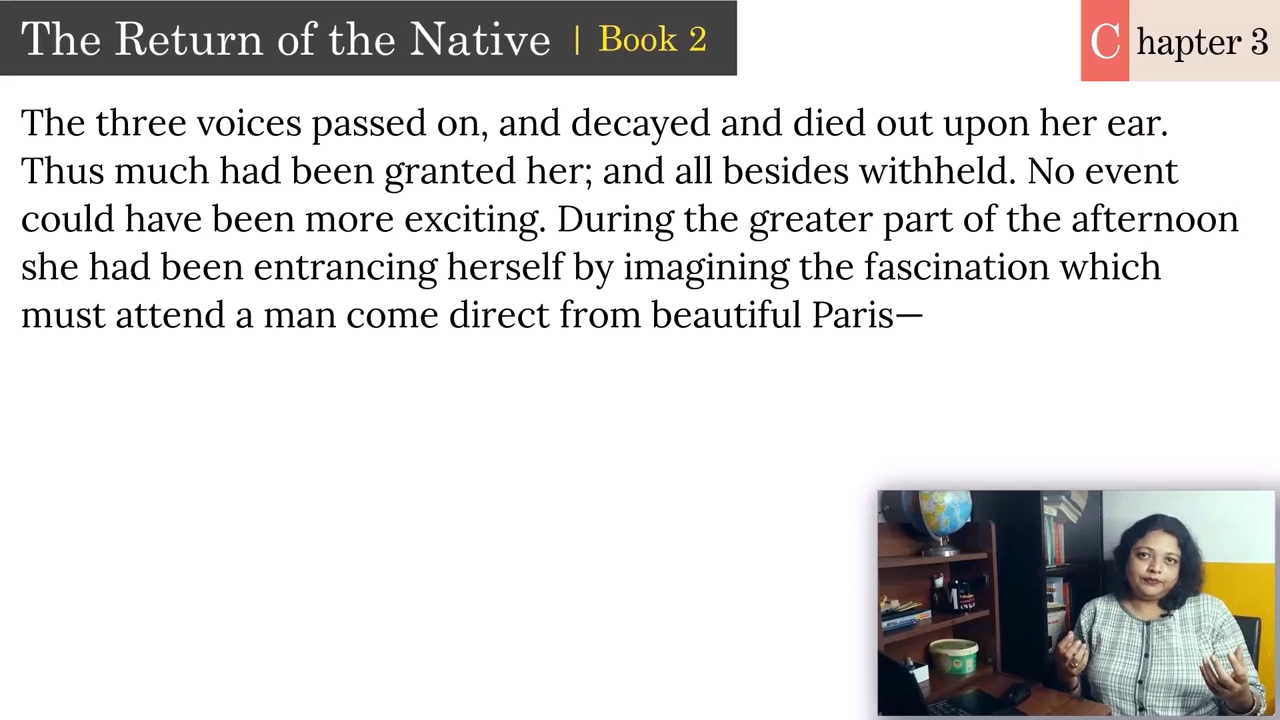 The Return of the Native | Book 2
Chapter 3
The three voices passed on, and decayed and died out upon her ear.
Thus much had been granted her; and all besides withheld. No event
could have been more exciting. During the greater part of the afternoon
she had been entrancing herself by imagining the fascination which
must attend a man come direct from beautiful Paris—